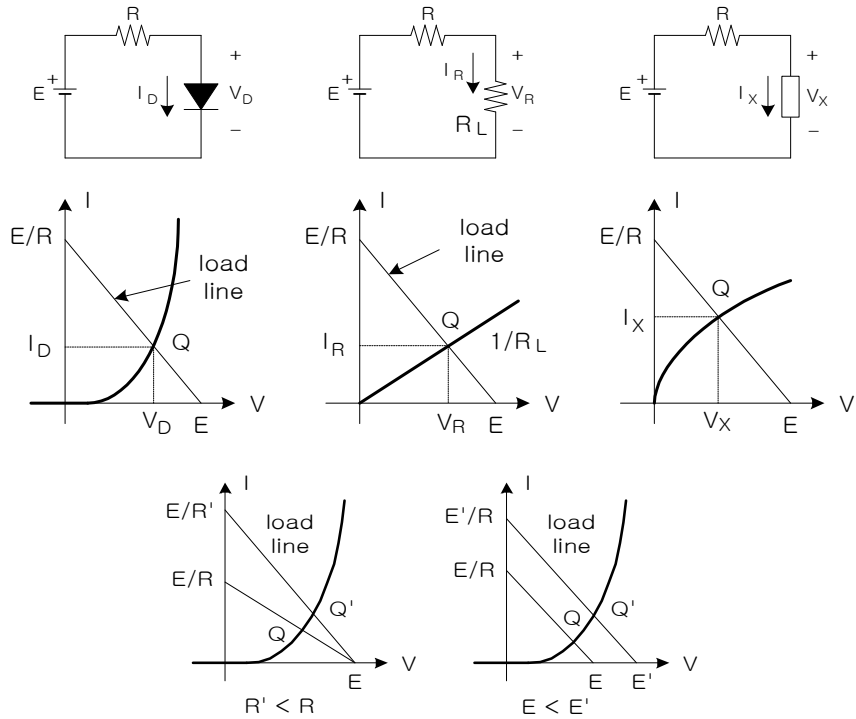 R
+
+
E
I D
V D
−
R
+
+
E
I R
V R
R L
−
R
+
+
E
I X
V X
−
I
E/R
load
line
Q
I D
V D
E
V
I
E/R
load
line
Q
I R
1/R L
V R
E
V
I
E/R
Q
I X
V X
E
V
I
E/R'
load
line
E/R
Q'
Q
V
E
R' < R
I
E'/R
load
line
E/R
Q
Q'
V
E
E'
E < E'